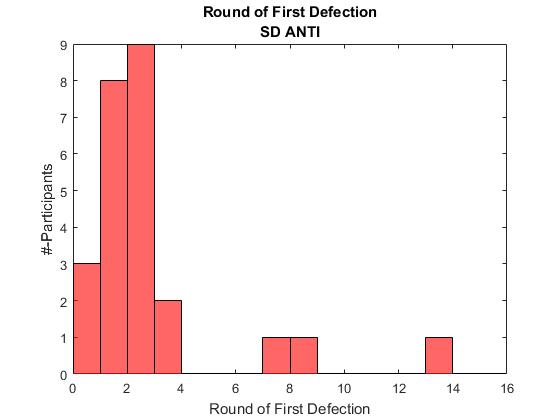 Round of First Defection
SD ANTI
9
8
7
6
5
4
3
2
1
0
#-Participants
0 2 4 6 8 10 12 14 16
Round of First Defection